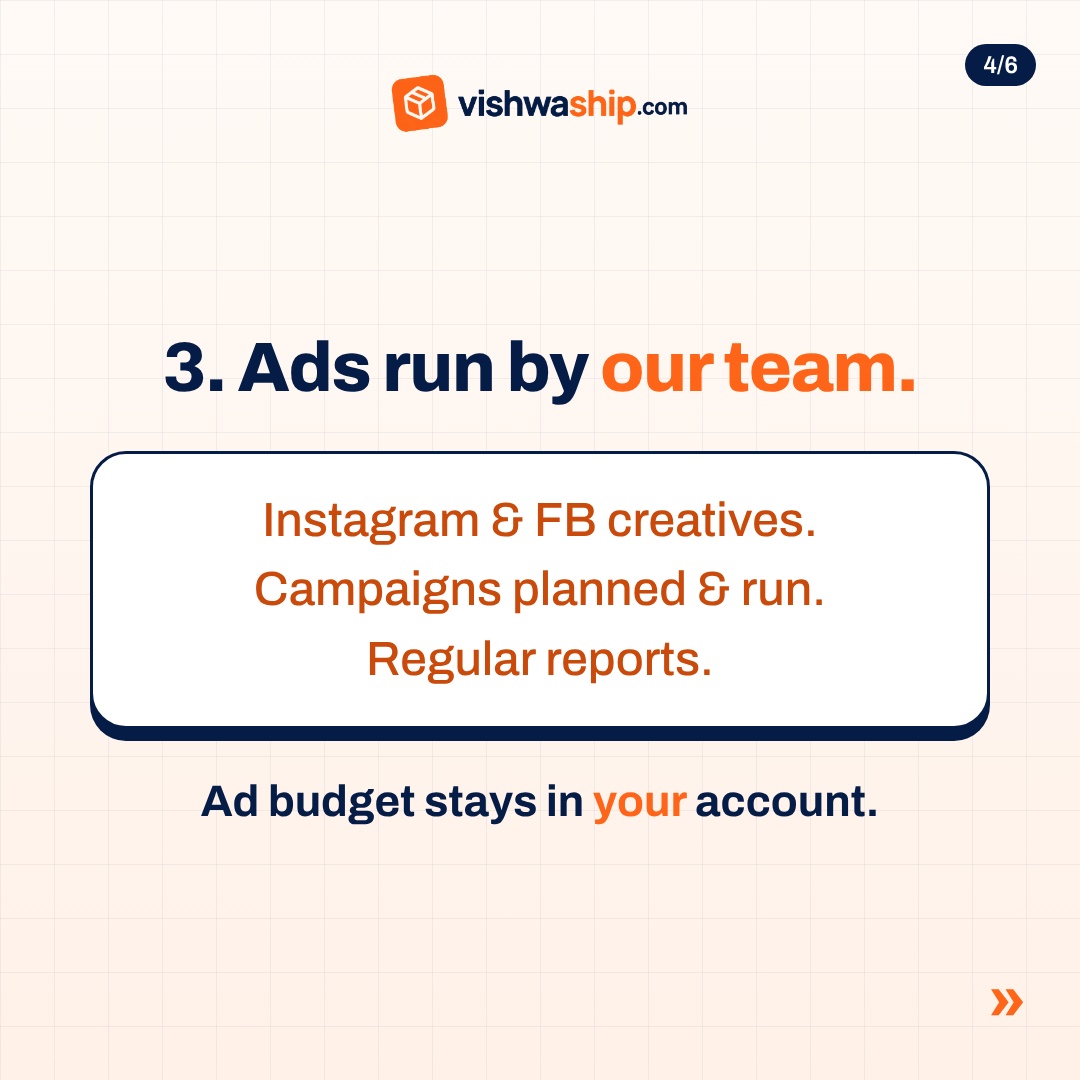 4/6
vishwaship.com
3. Ads run by our team.
Instagram & FB creatives.
Campaigns planned & run.
Regular reports.
Ad budget stays in your account.
»